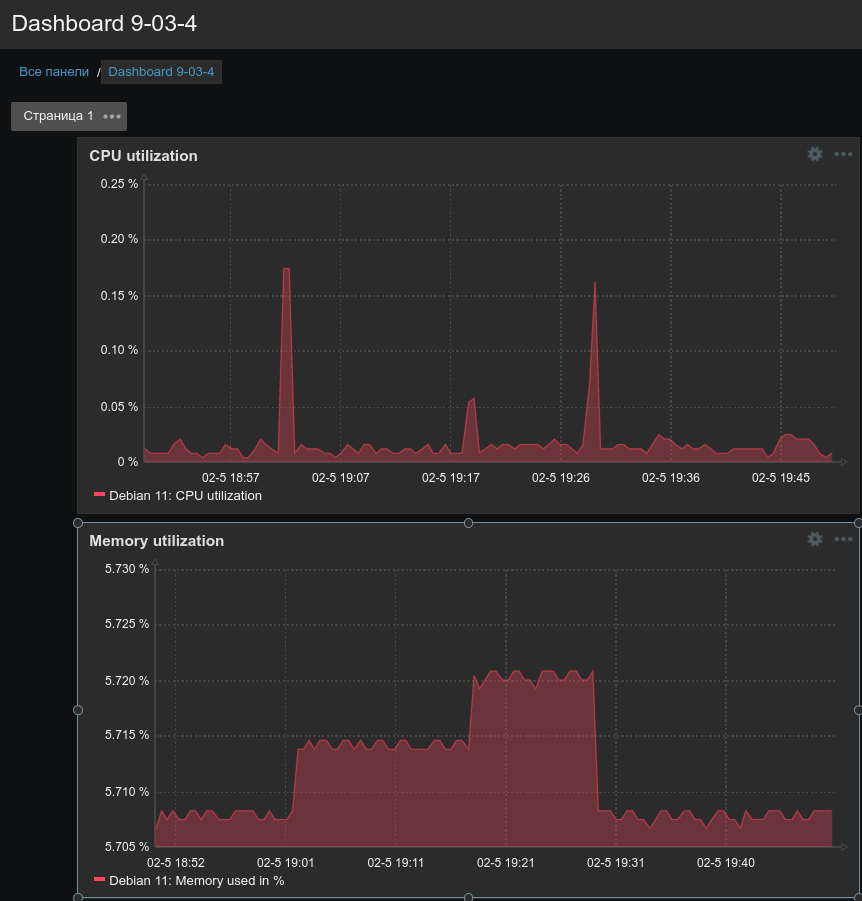 Dashboard 9-03-4
Все панели / Dashboard 9-03-4
Страница 1
CPU utilization
0.25 %
0.20 %
0.15 %
0.10 %
0.05 %
0 %
02-5 18:57 02-5 19:07 02-5 19:17 02-5 19:26 02-5 19:36 02-5 19:45
Debian 11: CPU utilization
Memory utilization
5.730 %
5.725 %
5.720 %
5.715 %
5.710 %
5.705 %
02-5 18:52 02-5 19:01 02-5 19:11 02-5 19:21 02-5 19:31 02-5 19:40
Debian 11: Memory used in %